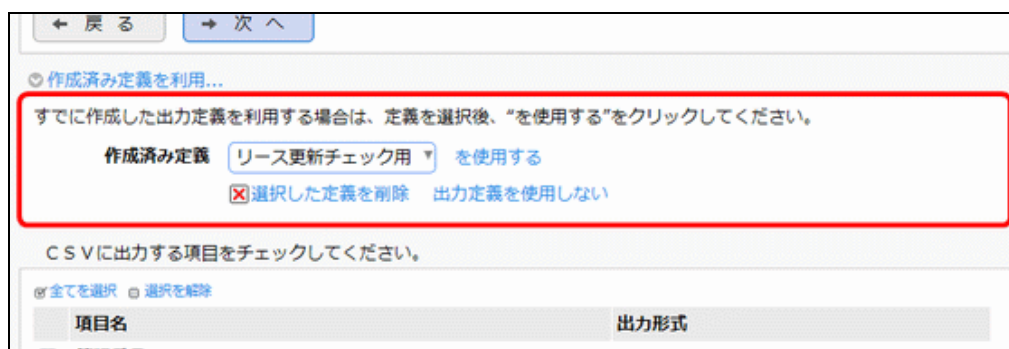 ← 戻 る → 次 へ
作成済み定義を利用...
すでに作成した出力定義を利用する場合は、定義を選択後、“を使用する”をクリックしてください。
作成済み定義 リース更新チェック用 ▼ を使用する
選択した定義を削除 出力定義を使用しない
ＣＳＶに出力する項目をチェックしてください。
全てを選択 選択を解除
項目名 出力形式